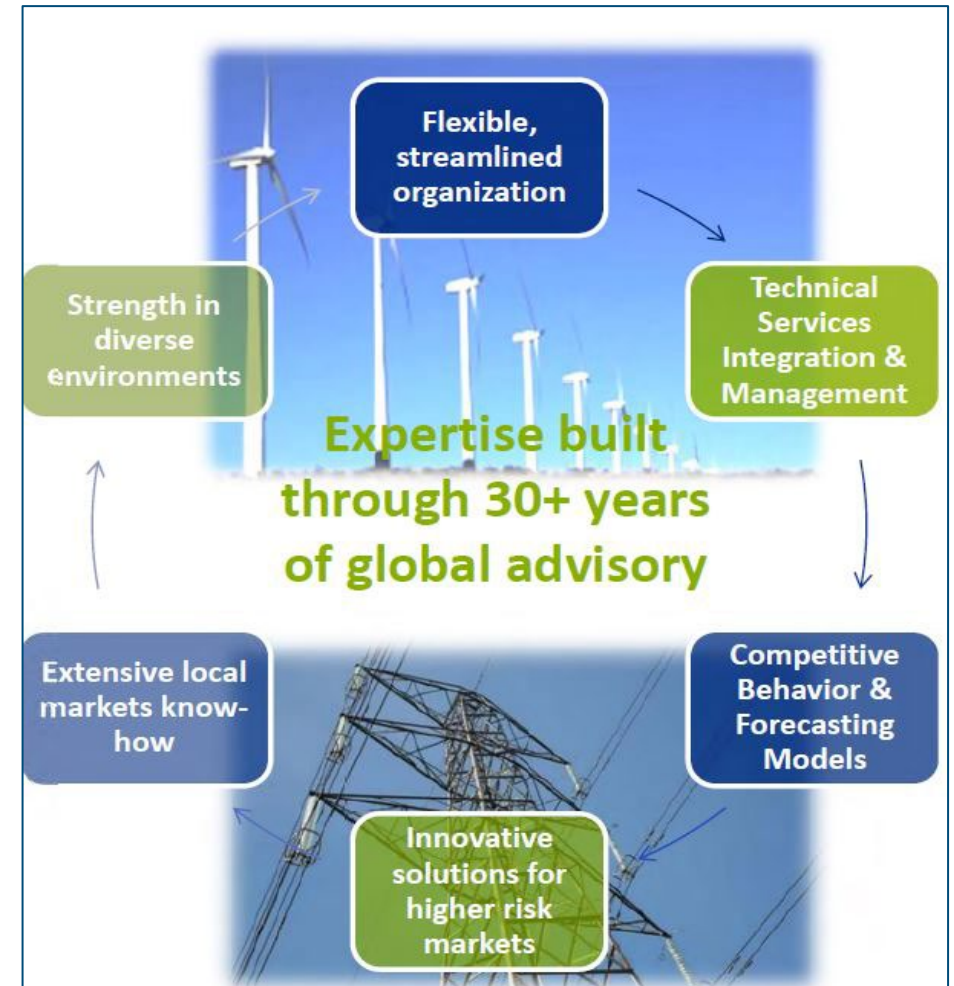 Flexible,
streamlined
organization
Technical
Services
Integration &
Management
Competitive
Behavior &
Forecasting
Models
Innovative
solutions for
higher risk
markets
Extensive local
markets know-
how
Strength in
diverse
environments
Expertise built
through 30+ years
of global advisory